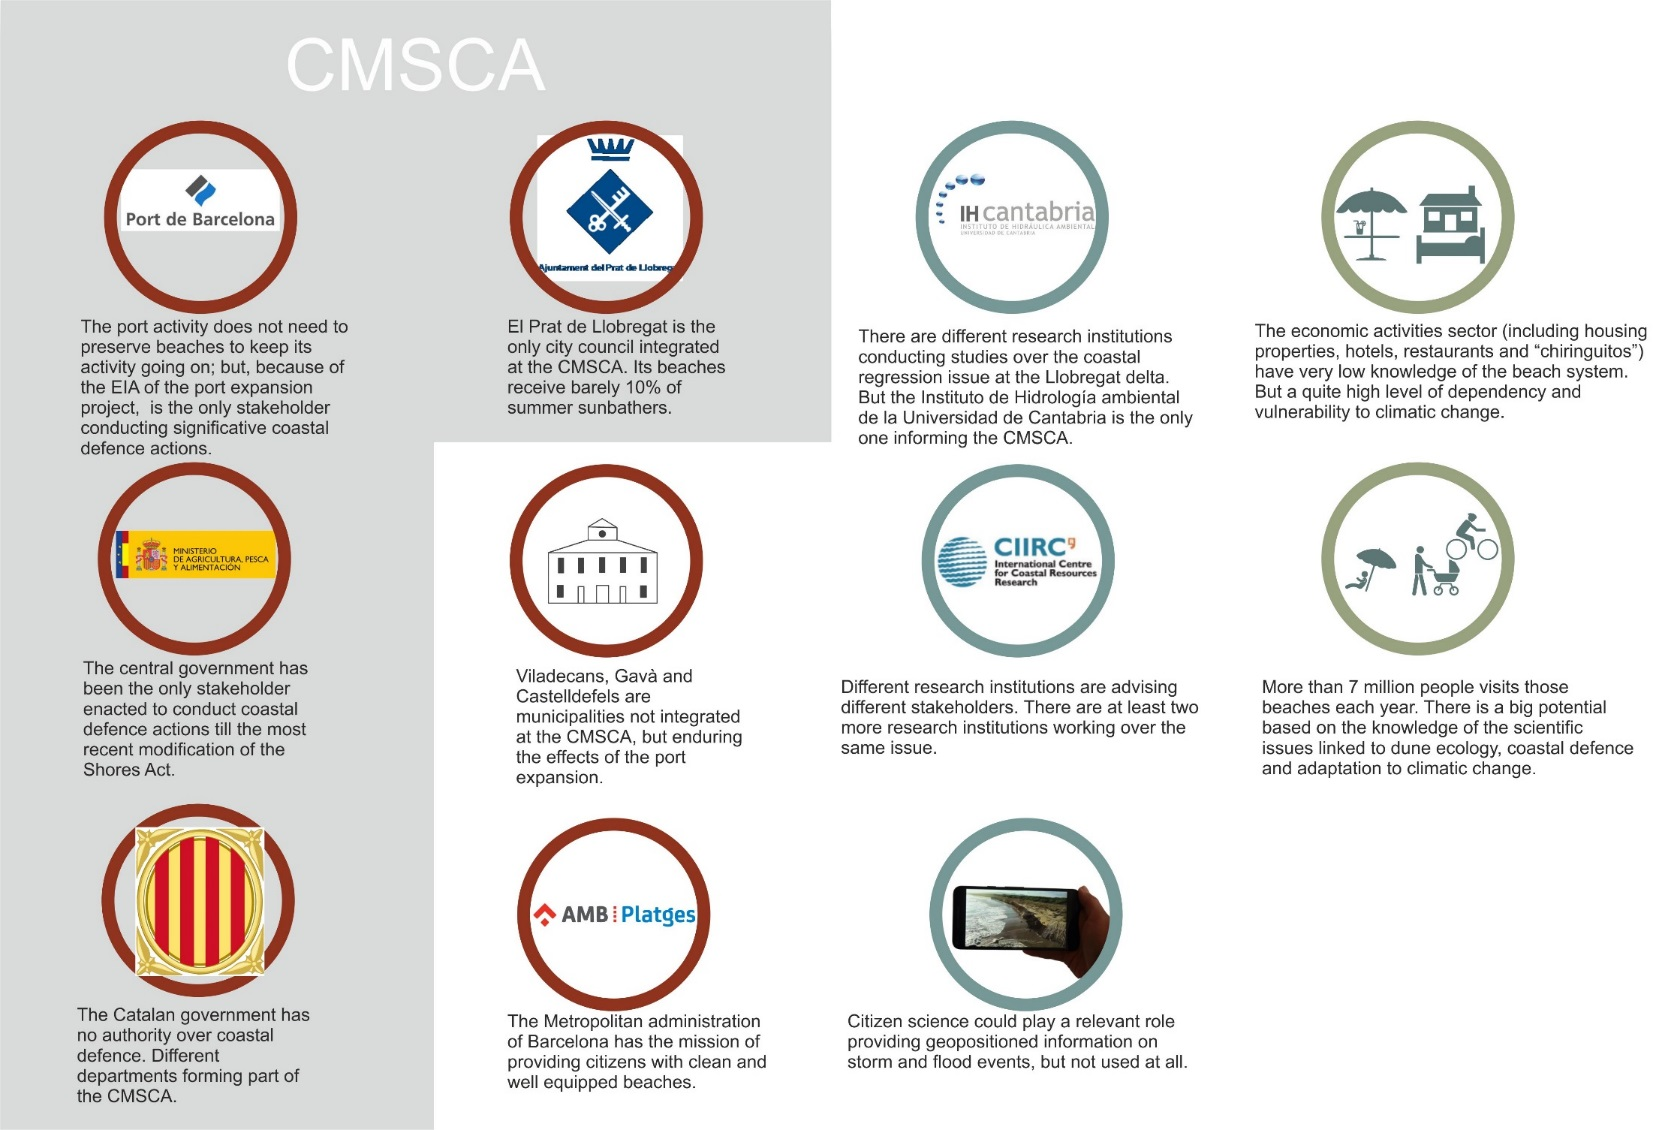 CMSCA
Port de Barcelona
The port activity does not need to
preserve beaches to keep its
activity going on; but, because of
the EIA of the port expansion
project, is the only stakeholder
conducting significative coastal
defence actions.
Ajuntament del Prat de Llobreg
El Prat de Llobregat is the
only city council integrated
at the CMSCA. Its beaches
receive barely 10% of
summer sunbathers.
IH cantabria
INSTITUTO DE HIDRÁULICA AMBIENTAL
UNIVERSIDAD DE CANTABRIA
There are different research institutions
conducting studies over the coastal
regression issue at the Llobregat delta.
But the Instituto de Hidrología ambiental
de la Universidad de Cantabria is the only
one informing the CMSCA.
The economic activities sector (including housing
properties, hotels, restaurants and “chiringuitos”)
have very low knowledge of the beach system.
But a quite high level of dependency and
vulnerability to climatic change.
MINISTERIO
DE AGRICULTURA, PESCA
Y ALIMENTACIÓN
The central government has
been the only stakeholder
enacted to conduct coastal
defence actions till the most
recent modification of the
Shores Act.
Viladecans, Gavà and
Castelldefels are
municipalities not integrated
at the CMSCA, but enduring
the effects of the port
expansion.
CIIRC
International Centre
for Coastal Resources
Research
Different research institutions are advising
different stakeholders. There are at least two
more research institutions working over the
same issue.
More than 7 million people visits those
beaches each year. There is a big potential
based on the knowledge of the scientific
issues linked to dune ecology, coastal defence
and adaptation to climatic change.
The Catalan government has
no authority over coastal
defence. Different
departments forming part of
the CMSCA.
AMB Platges
The Metropolitan administration
of Barcelona has the mission of
providing citizens with clean and
well equipped beaches.
Citizen science could play a relevant role
providing geopositioned information on
storm and flood events, but not used at all.